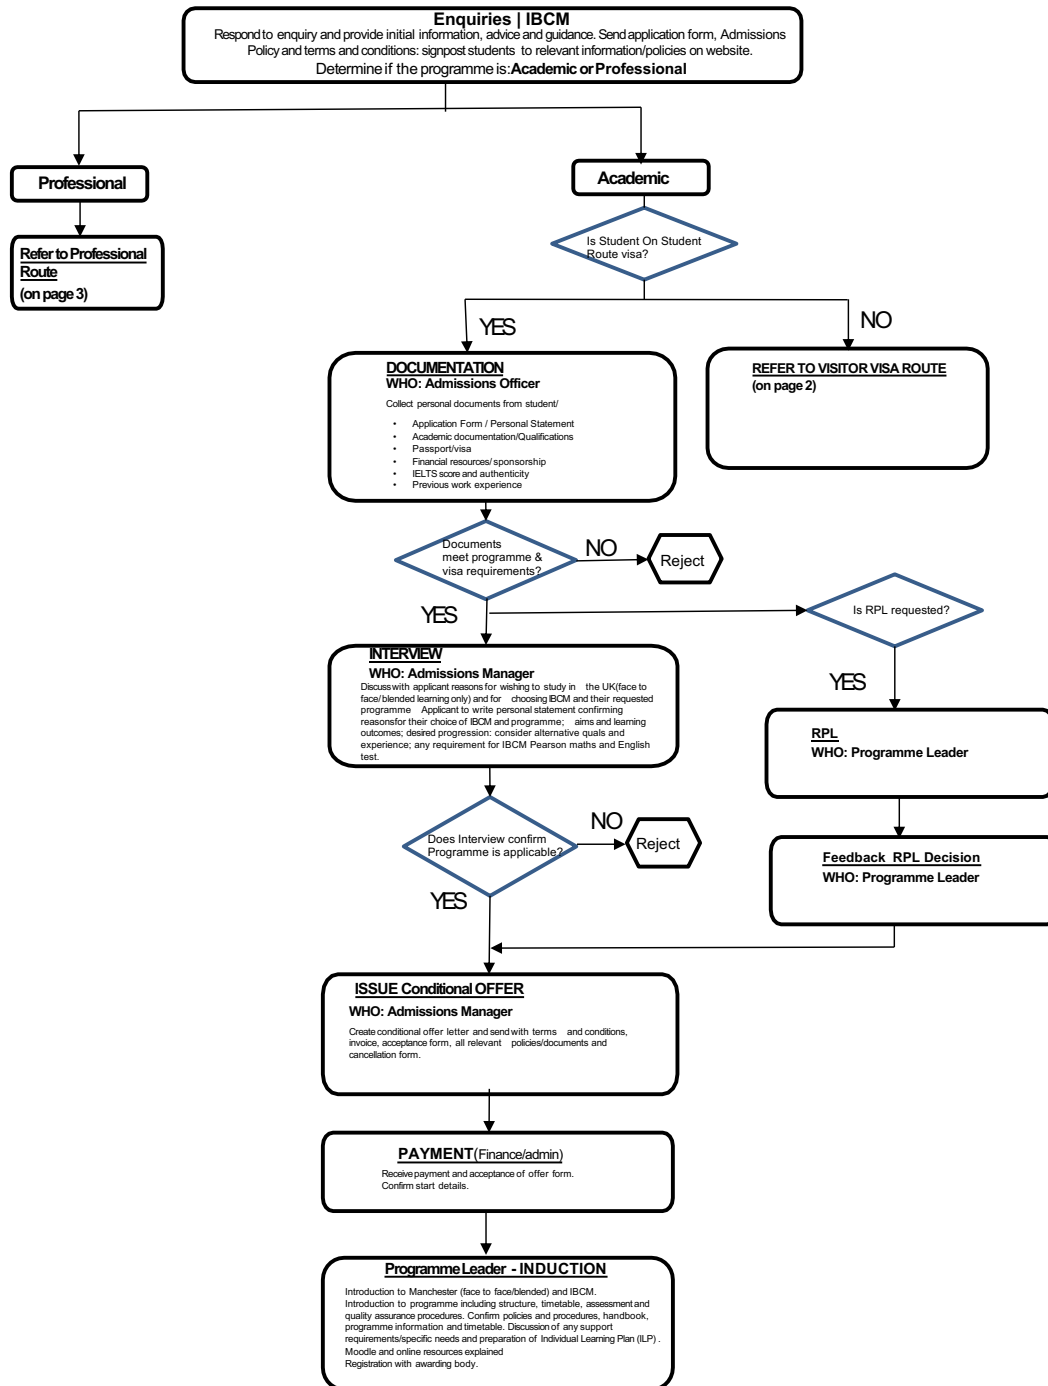 Enquiries | IBCM
Respond to enquiry and provide initial information, advice and guidance. Send application form, Admissions
Policy and terms and conditions: signpost students to relevant information/policies on website.
Determine if the programme is: Academic or Professional
Professional
Academic
Refer to Professional
Route
(on page 3)
Is Student On Student
Route visa?
YES
NO
DOCUMENTATION
WHO: Admissions Officer
Collect personal documents from student/
• Application Form / Personal Statement
• Academic documentation/Qualifications
• Passport/visa
• Financial resources/ sponsorship
• IELTS score and authenticity
• Previous work experience
REFER TO VISITOR VISA ROUTE
(on page 2)
Documents
meet programme &
visa requirements?
NO
Reject
YES
Is RPL requested?
YES
INTERVIEW
WHO: Admissions Manager
Discuss with applicant reasons for wishing to study in the UK(face to
face/ blended learning only) and for choosing IBCM and their requested
programme Applicant to write personal statement confirming
reasons for their choice of IBCM and programme; aims and learning
outcomes; desired progression: consider alternative quals and
experience; any requirement for IBCM Pearson maths and English
test.
RPL
WHO: Programme Leader
Does Interview confirm
Programme is applicable?
NO
Reject
YES
Feedback RPL Decision
WHO: Programme Leader
ISSUE Conditional OFFER
WHO: Admissions Manager
Create conditional offer letter and send with terms and conditions,
invoice, acceptance form, all relevant policies/documents and
cancellation form.
PAYMENT(Finance/admin)
Receive payment and acceptance of offer form.
Confirm start details.
Programme Leader - INDUCTION
Introduction to Manchester (face to face/blended) and IBCM.
Introduction to programme including structure, timetable, assessment and
quality assurance procedures. Confirm policies and procedures, handbook,
programme information and timetable. Discussion of any support
requirements/specific needs and preparation of Individual Learning Plan (ILP) .
Moodle and online resources explained
Registration with awarding body.